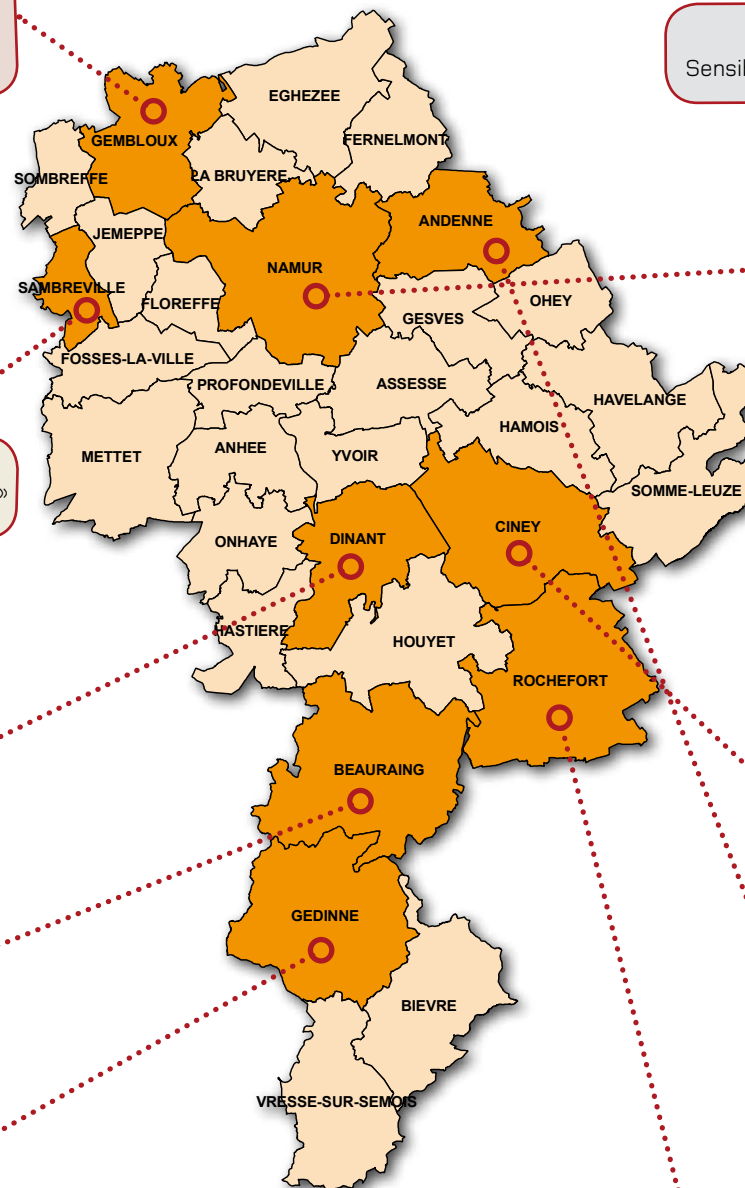 Sensil
EGHEZEE
FERNELMONT
GEMBLOUX
LA BRUYERE
SOMBREFFE
ANDENNE
JEMEPPE
NAMUR
SAMBREVILLE
FLOREFFE
OHEY
GESVES
FOSSES-LA-VILLE
PROFONDEVILLE
ASSESSE
HAVELANGE
HAMOIS
ANHEE
YVOIR
METTET
SOMME-LEUZE
»
CINEY
ONHAYE
DINANT
HASTIERE
HOUYET
ROCHEFORT
BEAURAING
GEDINNE
BIEVRE
VRESSE-SUR-SEMOIS